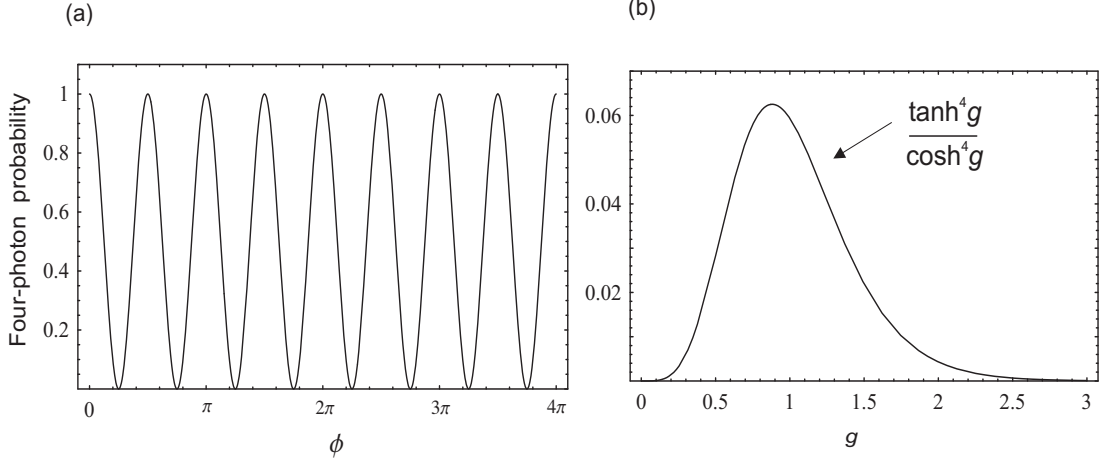 (a)
Four-photon probability
1
0.8
0.6
0.4
0.2
0
π
2π
3π
4π
ϕ
(b)
0.06
0.04
0.02
tanh⁴g
cosh⁴g
0
0.5
1
1.5
2
2.5
3
g